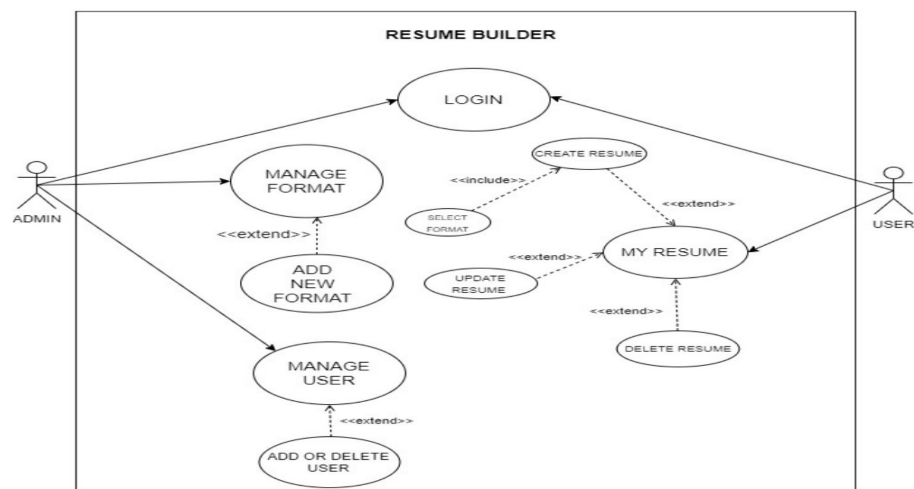 RESUME BUILDER
LOGIN
CREATE RESUME
<<include>>
MANAGE
FORMAT
ADMIN
SELECT
FORMAT
<<extend>>
USER
<<extend>>
MY RESUME
<<extend>>
ADD
NEW
FORMAT
UPDATE
RESUME
<<extend>>
DELETE RESUME
MANAGE
USER
<<extend>>
ADD OR DELETE
USER